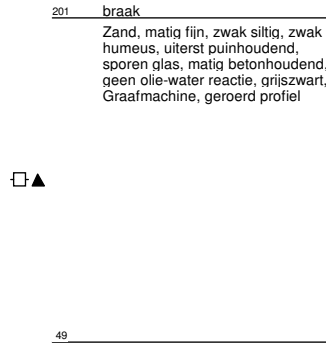 201 braak
Zand, matig fijn, zwak siltig, zwak
humeus, uiterst puinhoudend,
sporen glas, matig betonhoudend,
geen olie-water reactie, grijszwart,
Graafmachine, geroerd profiel
49